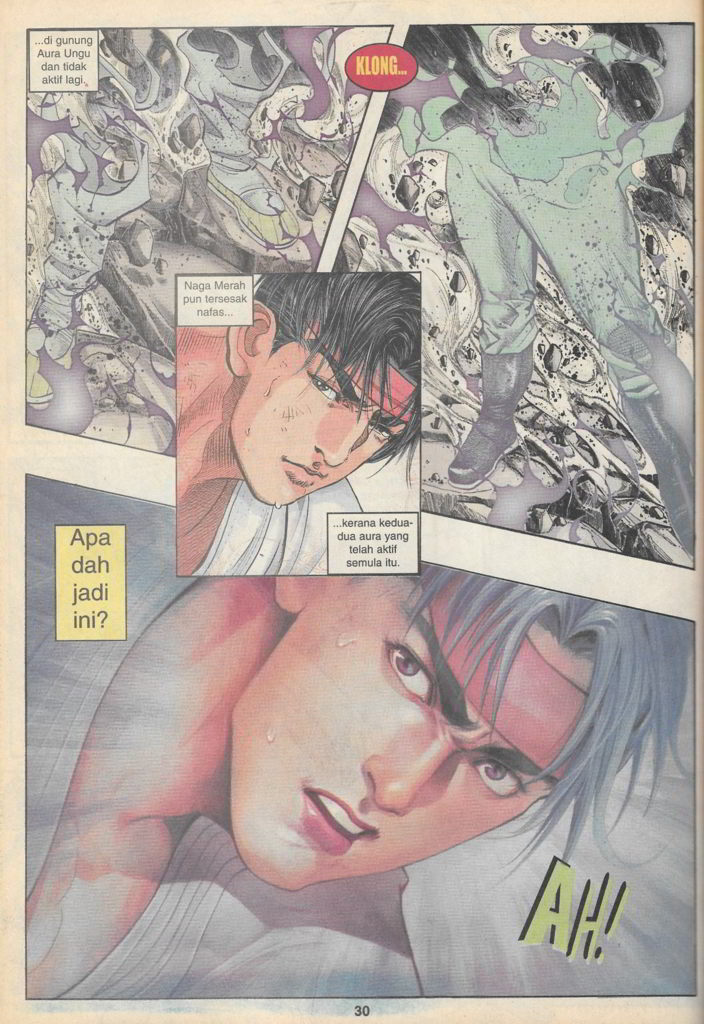 ...di gunung
Aura Ungu
dan tidak
aktif lagi.
KLONG...
Naga Merah
pun tersesak
nafas...
...kerana kedua-
dua aura yang
telah aktif
semula itu.
Apa
dah
jadi
ini?
AH!
30